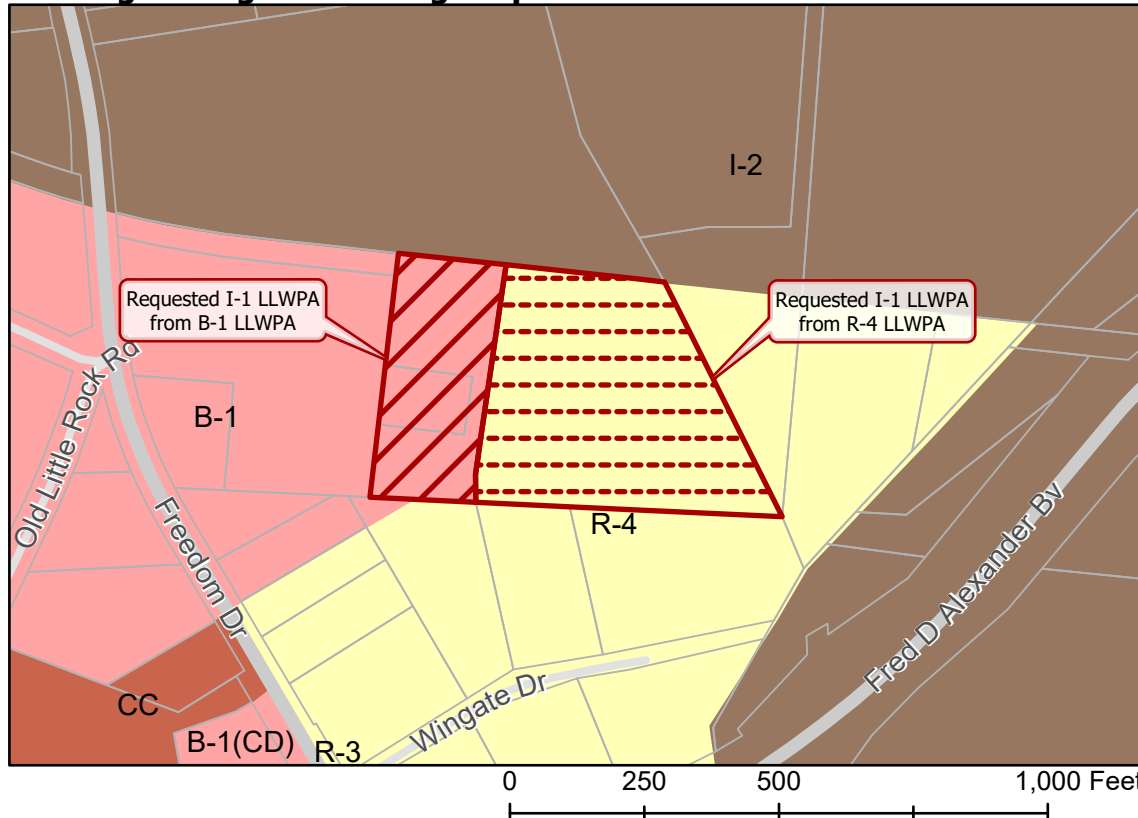 I-2
Requested I-1 LLWPA
from B-1 LLWPA
Requested I-1 LLWPA
from R-4 LLWPA
Old Little Rock Rd
B-1
R-4
Freedom Dr
Fred D Alexander Bv
CC
Wingate Dr
B-1(CD)
R-3
0 250 500 1,000 Feet